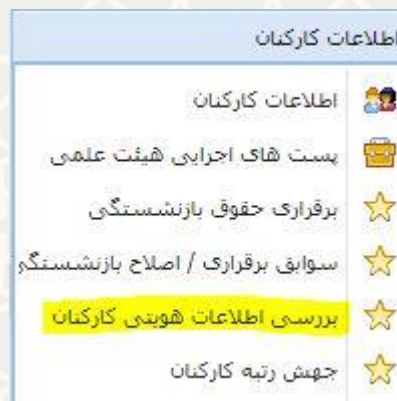 اطلاعات کارکنان
اطلاعات کارکنان
پست های اجرایی هیئت علمی
برقراری حقوق بازنشستگی
سوابق برقراری / اصلاح بازنشستگی
بررسی اطلاعات هویتی کارکنان
جهش رتبه کارکنان